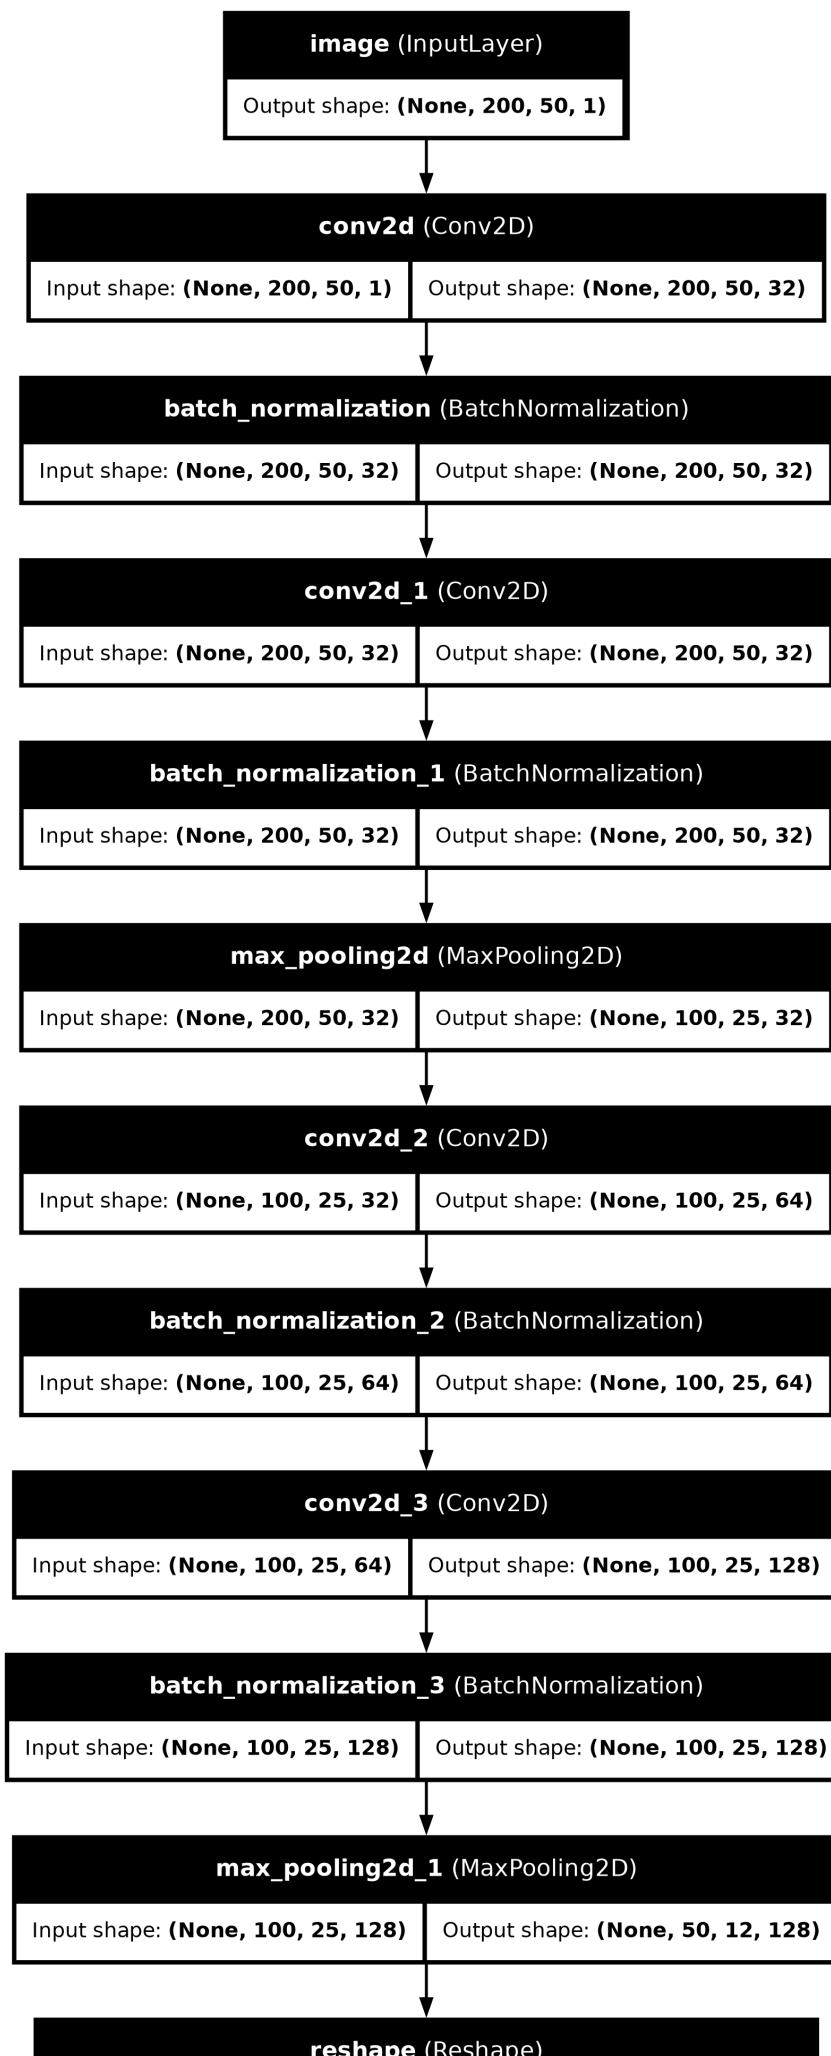 image (InputLayer)
Output shape: (None, 200, 50, 1)
conv2d (Conv2D)
Input shape: (None, 200, 50, 1) Output shape: (None, 200, 50, 32)
batch_normalization (BatchNormalization)
Input shape: (None, 200, 50, 32) Output shape: (None, 200, 50, 32)
conv2d_1 (Conv2D)
Input shape: (None, 200, 50, 32) Output shape: (None, 200, 50, 32)
batch_normalization_1 (BatchNormalization)
Input shape: (None, 200, 50, 32) Output shape: (None, 200, 50, 32)
max_pooling2d (MaxPooling2D)
Input shape: (None, 200, 50, 32) Output shape: (None, 100, 25, 32)
conv2d_2 (Conv2D)
Input shape: (None, 100, 25, 32) Output shape: (None, 100, 25, 64)
batch_normalization_2 (BatchNormalization)
Input shape: (None, 100, 25, 64) Output shape: (None, 100, 25, 64)
conv2d_3 (Conv2D)
Input shape: (None, 100, 25, 64) Output shape: (None, 100, 25, 128)
batch_normalization_3 (BatchNormalization)
Input shape: (None, 100, 25, 128) Output shape: (None, 100, 25, 128)
max_pooling2d_1 (MaxPooling2D)
Input shape: (None, 100, 25, 128) Output shape: (None, 50, 12, 128)
reshape (Reshape)